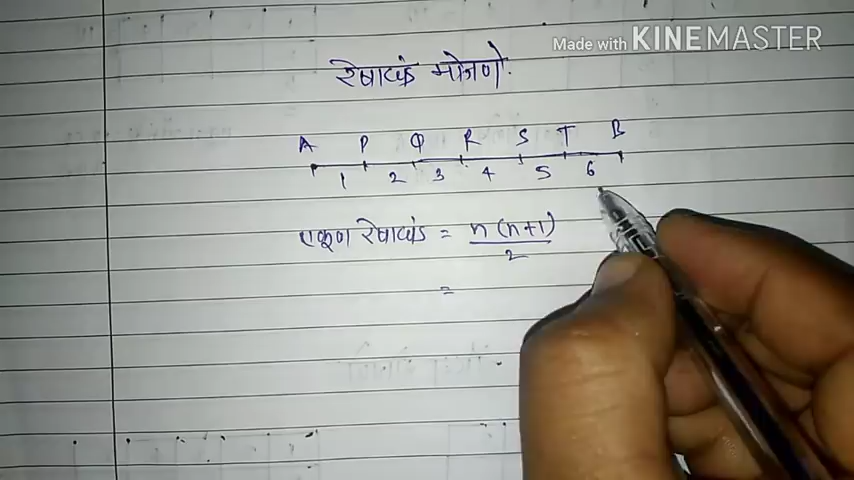 Made with KINEMASTER
रेषाखंड मोजणे.
A P Q R S T B
1 2 3 4 5 6
एकूण रेषाखंड = n(n+1)
2
=